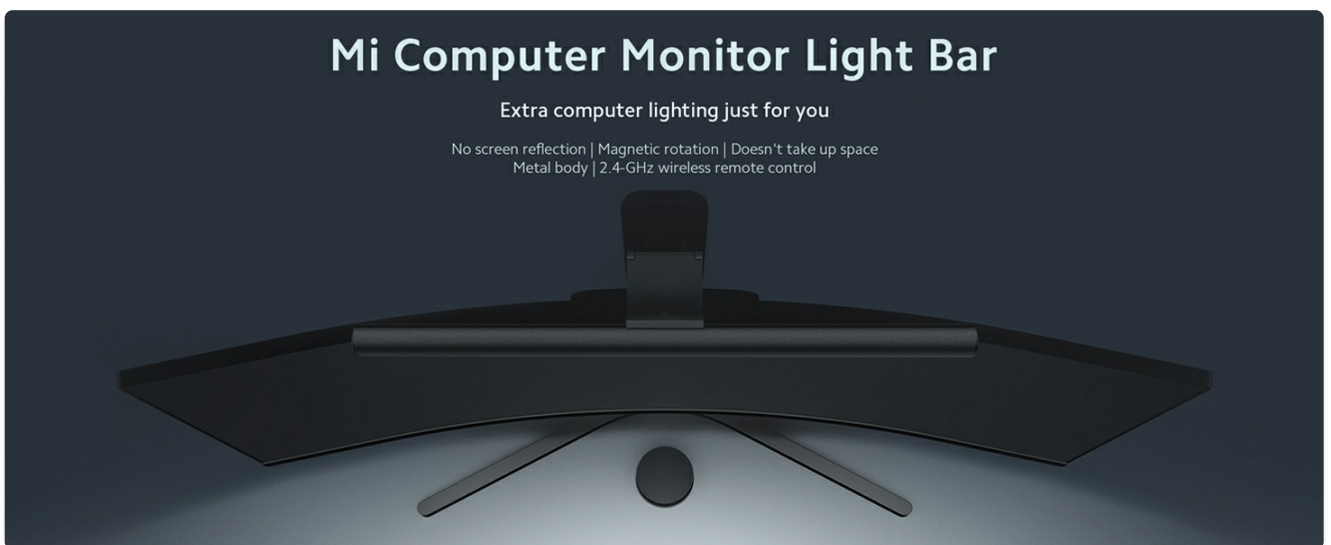 Mi Computer Monitor Light Bar
Extra computer lighting just for you
No screen reflection | Magnetic rotation | Doesn't take up space
Metal body | 2.4-GHz wireless remote control